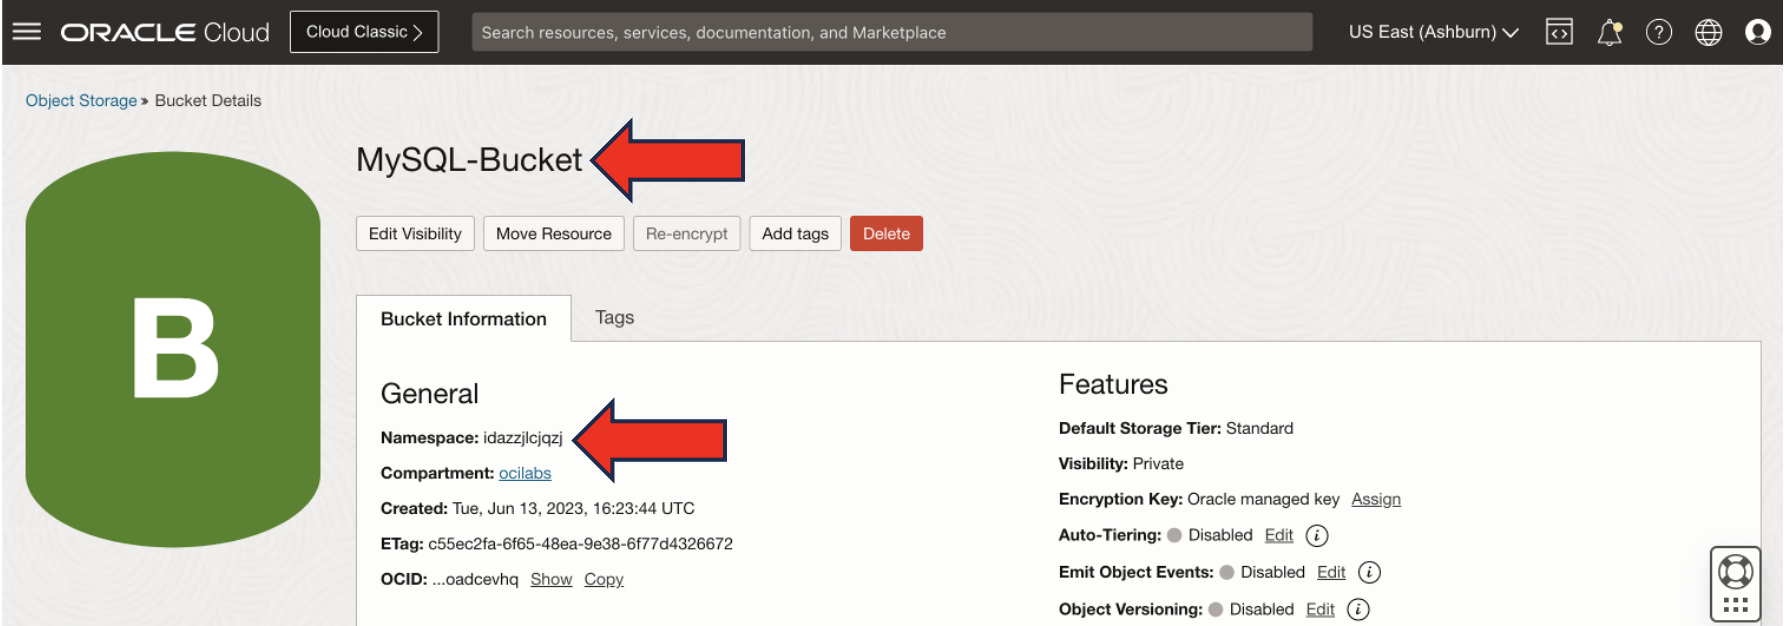 ORACLE Cloud
Cloud Classic >
Search resources, services, documentation, and Marketplace
US East (Ashburn)
Object Storage » Bucket Details
MySQL-Bucket
Edit Visibility
Move Resource
Re-encrypt
Add tags
Delete
B
Bucket Information
Tags
General
Namespace: idazzjlcjqzj
Compartment: ocilabs
Created: Tue, Jun 13, 2023, 16:23:44 UTC
ETag: c55ec2fa-6f65-48ea-9e38-6f77d4326672
OCID: ...oadcevhq Show Copy
Features
Default Storage Tier: Standard
Visibility: Private
Encryption Key: Oracle managed key Assign
Auto-Tiering: Disabled Edit i
Emit Object Events: Disabled Edit i
Object Versioning: Disabled Edit i